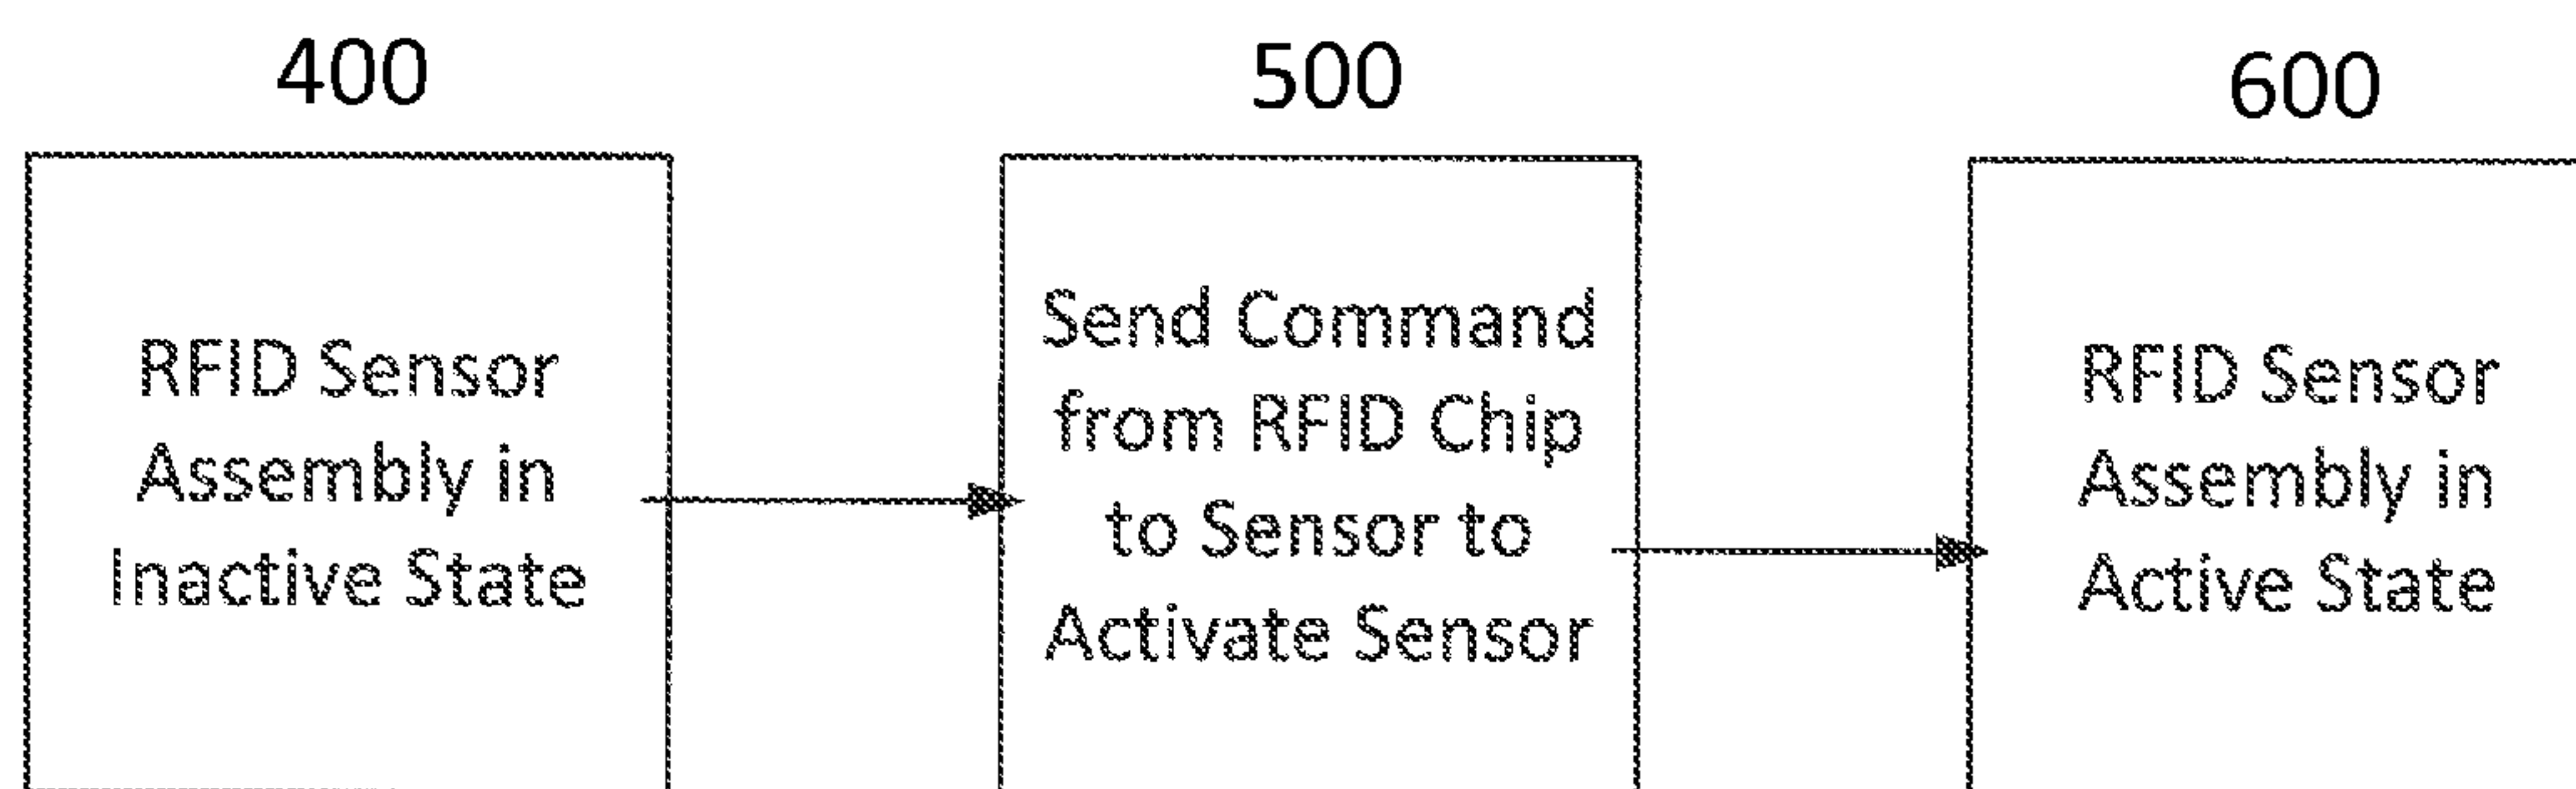 400
RFID Sensor
Assembly in
Inactive State
500
Send Command
from RFID Chip
to Sensor to
Activate Sensor
600
RFID Sensor
Assembly in
Active State